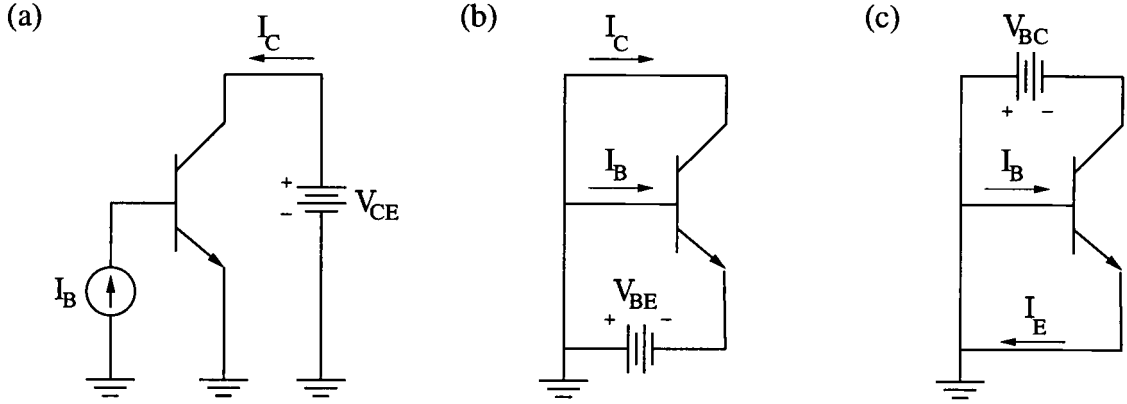 (a)
I_C
+
-
V_CE
I_B
(b)
I_C
I_B
V_BE
+
-
(c)
V_BC
+
-
I_B
I_E